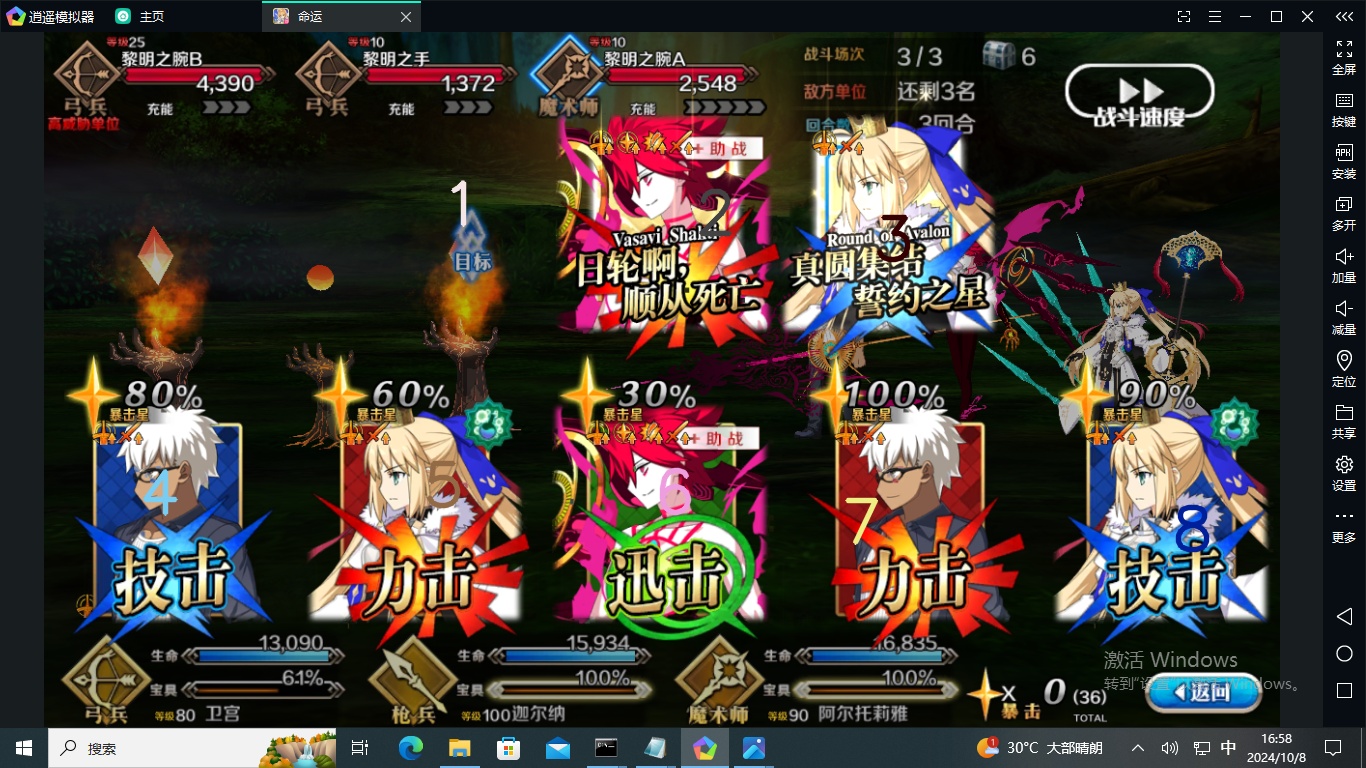 逍遥模拟器
主页
命运
等级25
黎明之腕B
4,390
弓兵
充能
高威胁单位
等级10
黎明之手
1,372
弓兵
充能
等级10
黎明之腕A
2,548
魔术师
充能
战斗场次 3/3
6
敌方单位 还剩3名
3回合
战斗速度
1
目标
+ 助战
2
Vasavi Shakti
日轮啊，
顺从死亡
3
Round of Avalon
真圆集结
誓约之星
80%
暴击星
4
技击
60%
暴击星
5
力击
30%
暴击星
+ 助战
6
迅击
100%
暴击星
7
力击
90%
暴击星
8
技击
生命 13,090
宝具 61%
弓兵 等级80 卫宫
生命 15,934
宝具 100%
枪兵 等级100 迦尔纳
生命 16,835
宝具 100%
魔术师 等级90 阿尔托莉雅
X 0 (36)
暴击 TOTAL
返回
激活 Windows
全屏
按键
APK
安装
多开
加量
减量
定位
共享
设置
更多
搜索
1
30°C 大部晴朗
中
16:58
2024/10/8